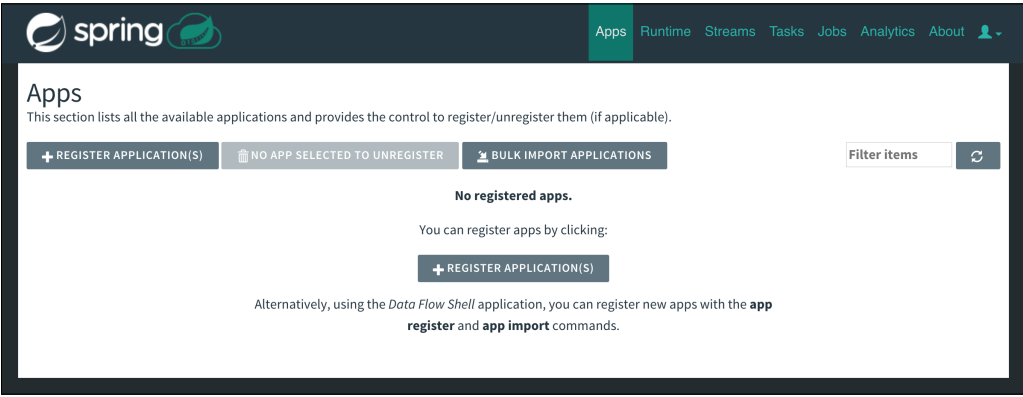 spring
Apps Runtime Streams Tasks Jobs Analytics About
Apps
This section lists all the available applications and provides the control to register/unregister them (if applicable).
REGISTER APPLICATION(S) NO APP SELECTED TO UNREGISTER BULK IMPORT APPLICATIONS Filter items
No registered apps.
You can register apps by clicking:
REGISTER APPLICATION(S)
Alternatively, using the Data Flow Shell application, you can register new apps with the app
register and app import commands.